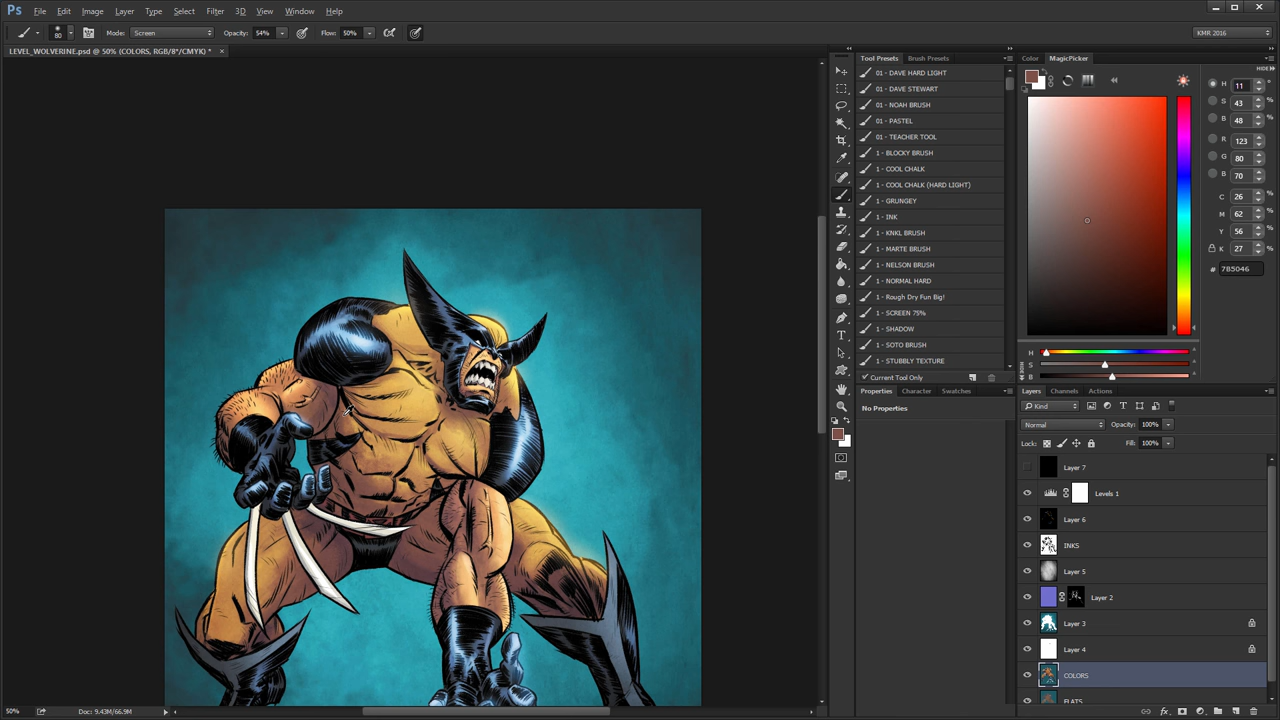 Ps File Edit Image Layer Type Select Filter 3D View Window Help
80 Mode: Screen Opacity: 54% Flow: 50% KMR 2016
LEVEL_WOLVERINE.psd @ 50% (COLORS, RGB/8*/CMYK) * ×
Tool Presets Brush Presets
01 - DAVE HARD LIGHT
01 - DAVE STEWART
01 - NOAH BRUSH
01 - PASTEL
01 - TEACHER TOOL
1 - BLOCKY BRUSH
1 - COOL CHALK
1 - COOL CHALK (HARD LIGHT)
1 - GRUNGEY
1 - INK
1 - KNKL BRUSH
1 - MARTE BRUSH
1 - NELSON BRUSH
1 - NORMAL HARD
1 - Rough Dry Fun Big!
1 - SCREEN 75%
1 - SHADOW
1 - SOTO BRUSH
1 - STUBBLY TEXTURE
Current Tool Only
Properties Character Swatches
No Properties
Color MagicPicker
HIDE
H 11 °
S 43 %
B 48 %
R 123
G 80
B 70
C 26 %
M 62 %
Y 56 %
K 27 %
# 7B5046
H
S
B
Layers Channels Actions
Kind
Normal Opacity: 100%
Lock: Fill: 100%
Layer 7
Levels 1
Layer 6
INKS
Layer 5
Layer 2
Layer 3
Layer 4
COLORS
FLATS
50% Doc: 9.43M/66.9M
fx